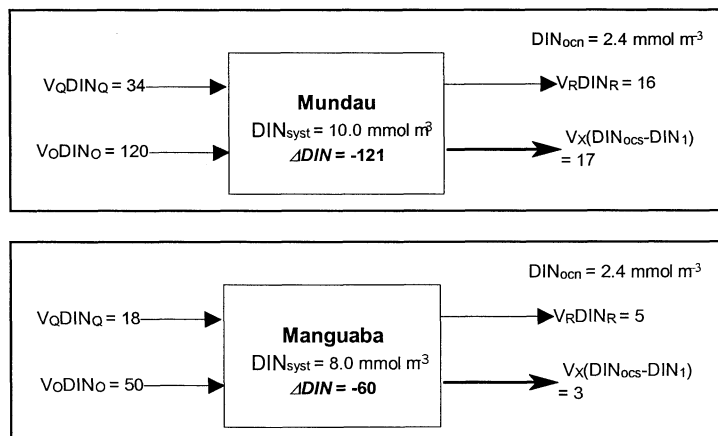 DINocn = 2.4 mmol m-3
VQDINQ = 34
VRDINR = 16
Mundau
DINsyst = 10.0 mmol m-3
VODINO = 120
ΔDIN = -121
VX(DINocs-DIN1)
= 17
DINocn = 2.4 mmol m-3
VQDINQ = 18
VRDINR = 5
Manguaba
DINsyst = 8.0 mmol m-3
VODINO = 50
ΔDIN = -60
VX(DINocs-DIN1)
= 3